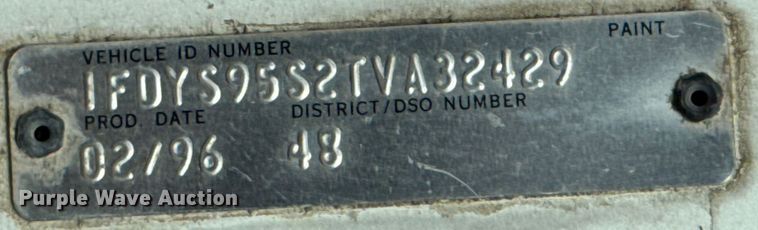 PAINT
VEHICLE ID NUMBER
1FDYS95S2TVA32429
PROD. DATE DISTRICT/DSO NUMBER
02/96 48
Purple Wave Auction